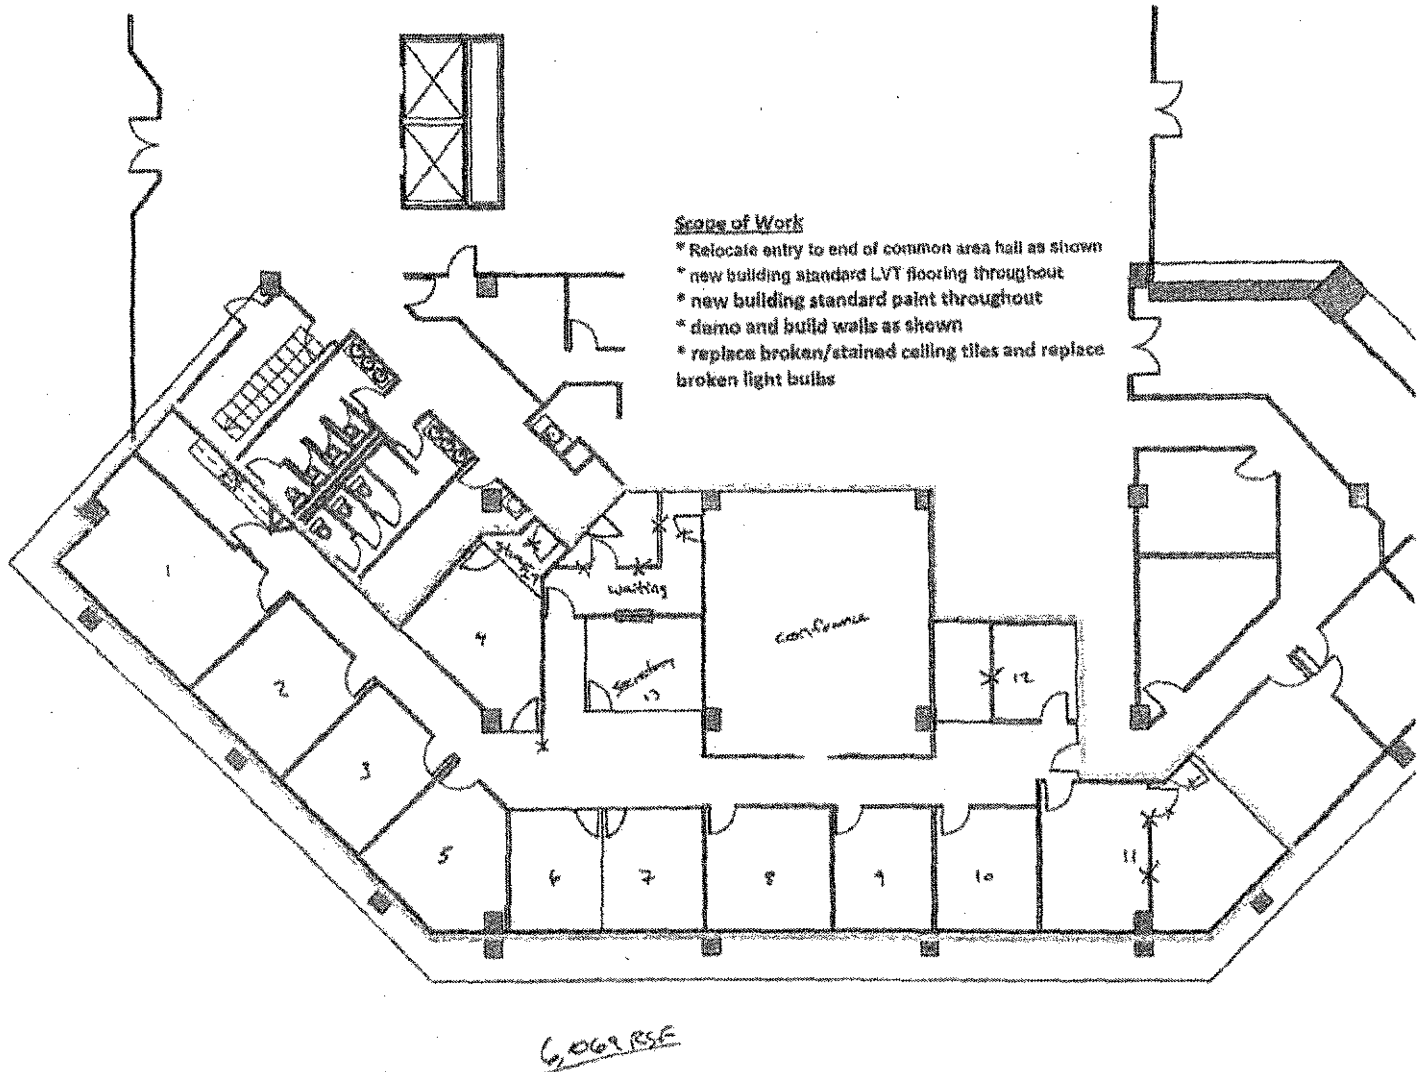 Scope of Work
* Relocate entry to end of common area hall as shown
* new building standard LVT flooring throughout
* new building standard paint throughout
* demo and build walls as shown
* replace broken/stained ceiling tiles and replace
broken light bulbs
1
waiting
4
confrence
Secretary
13
12
2
3
5
6
7
8
9
10
11
6,069 RSF